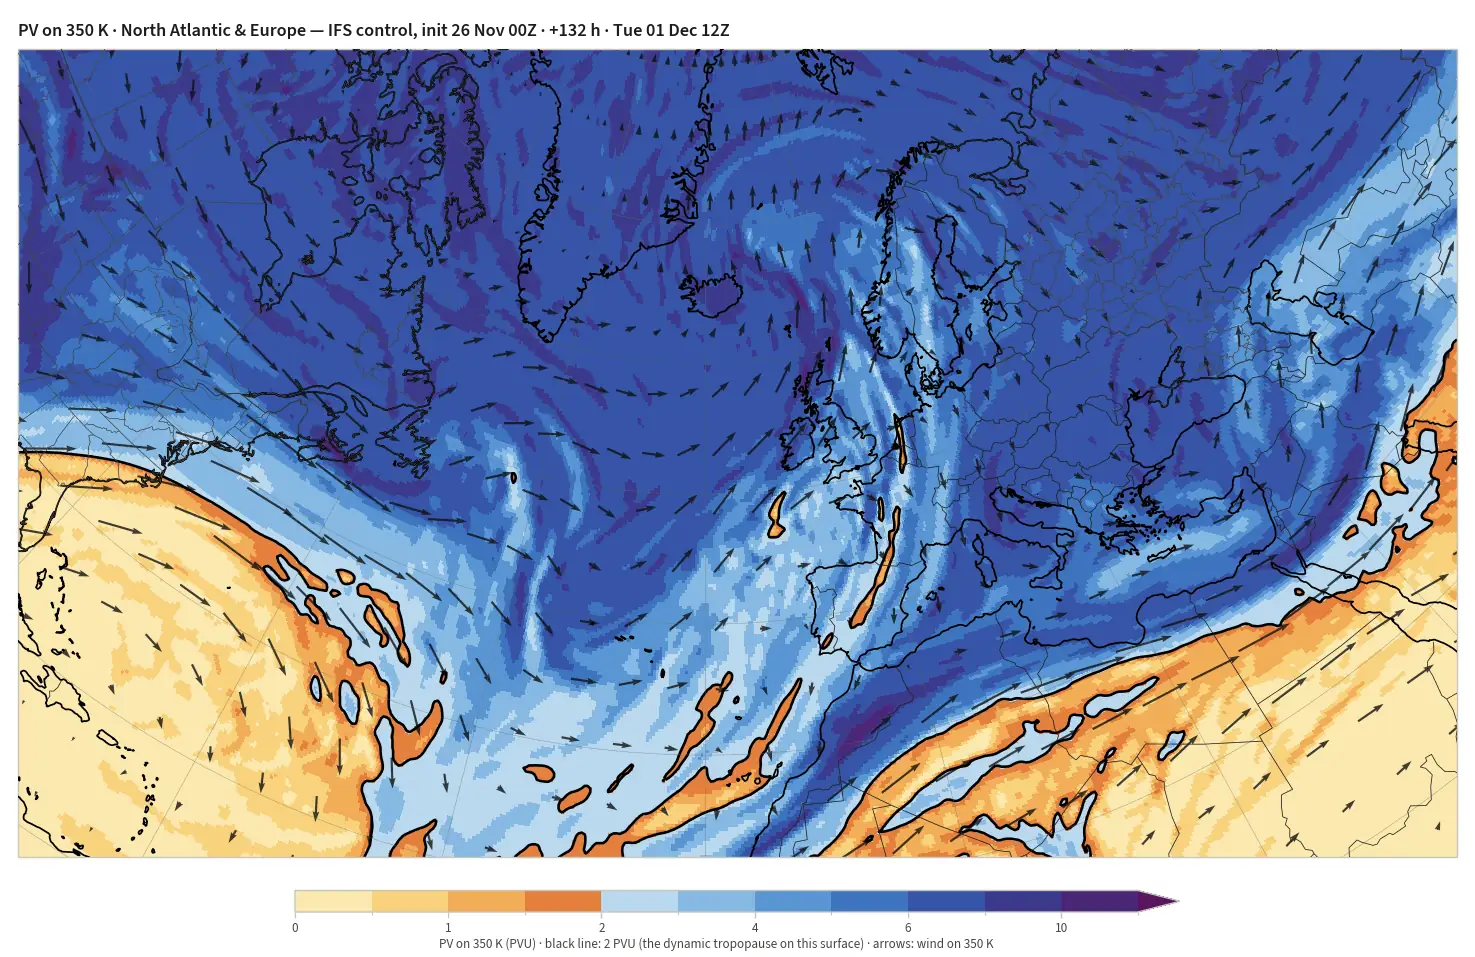 PV on 350 K · North Atlantic & Europe — IFS control, init 26 Nov 00Z · +132 h · Tue 01 Dec 12Z
0 1 2 4 6 10
PV on 350 K (PVU) · black line: 2 PVU (the dynamic tropopause on this surface) · arrows: wind on 350 K